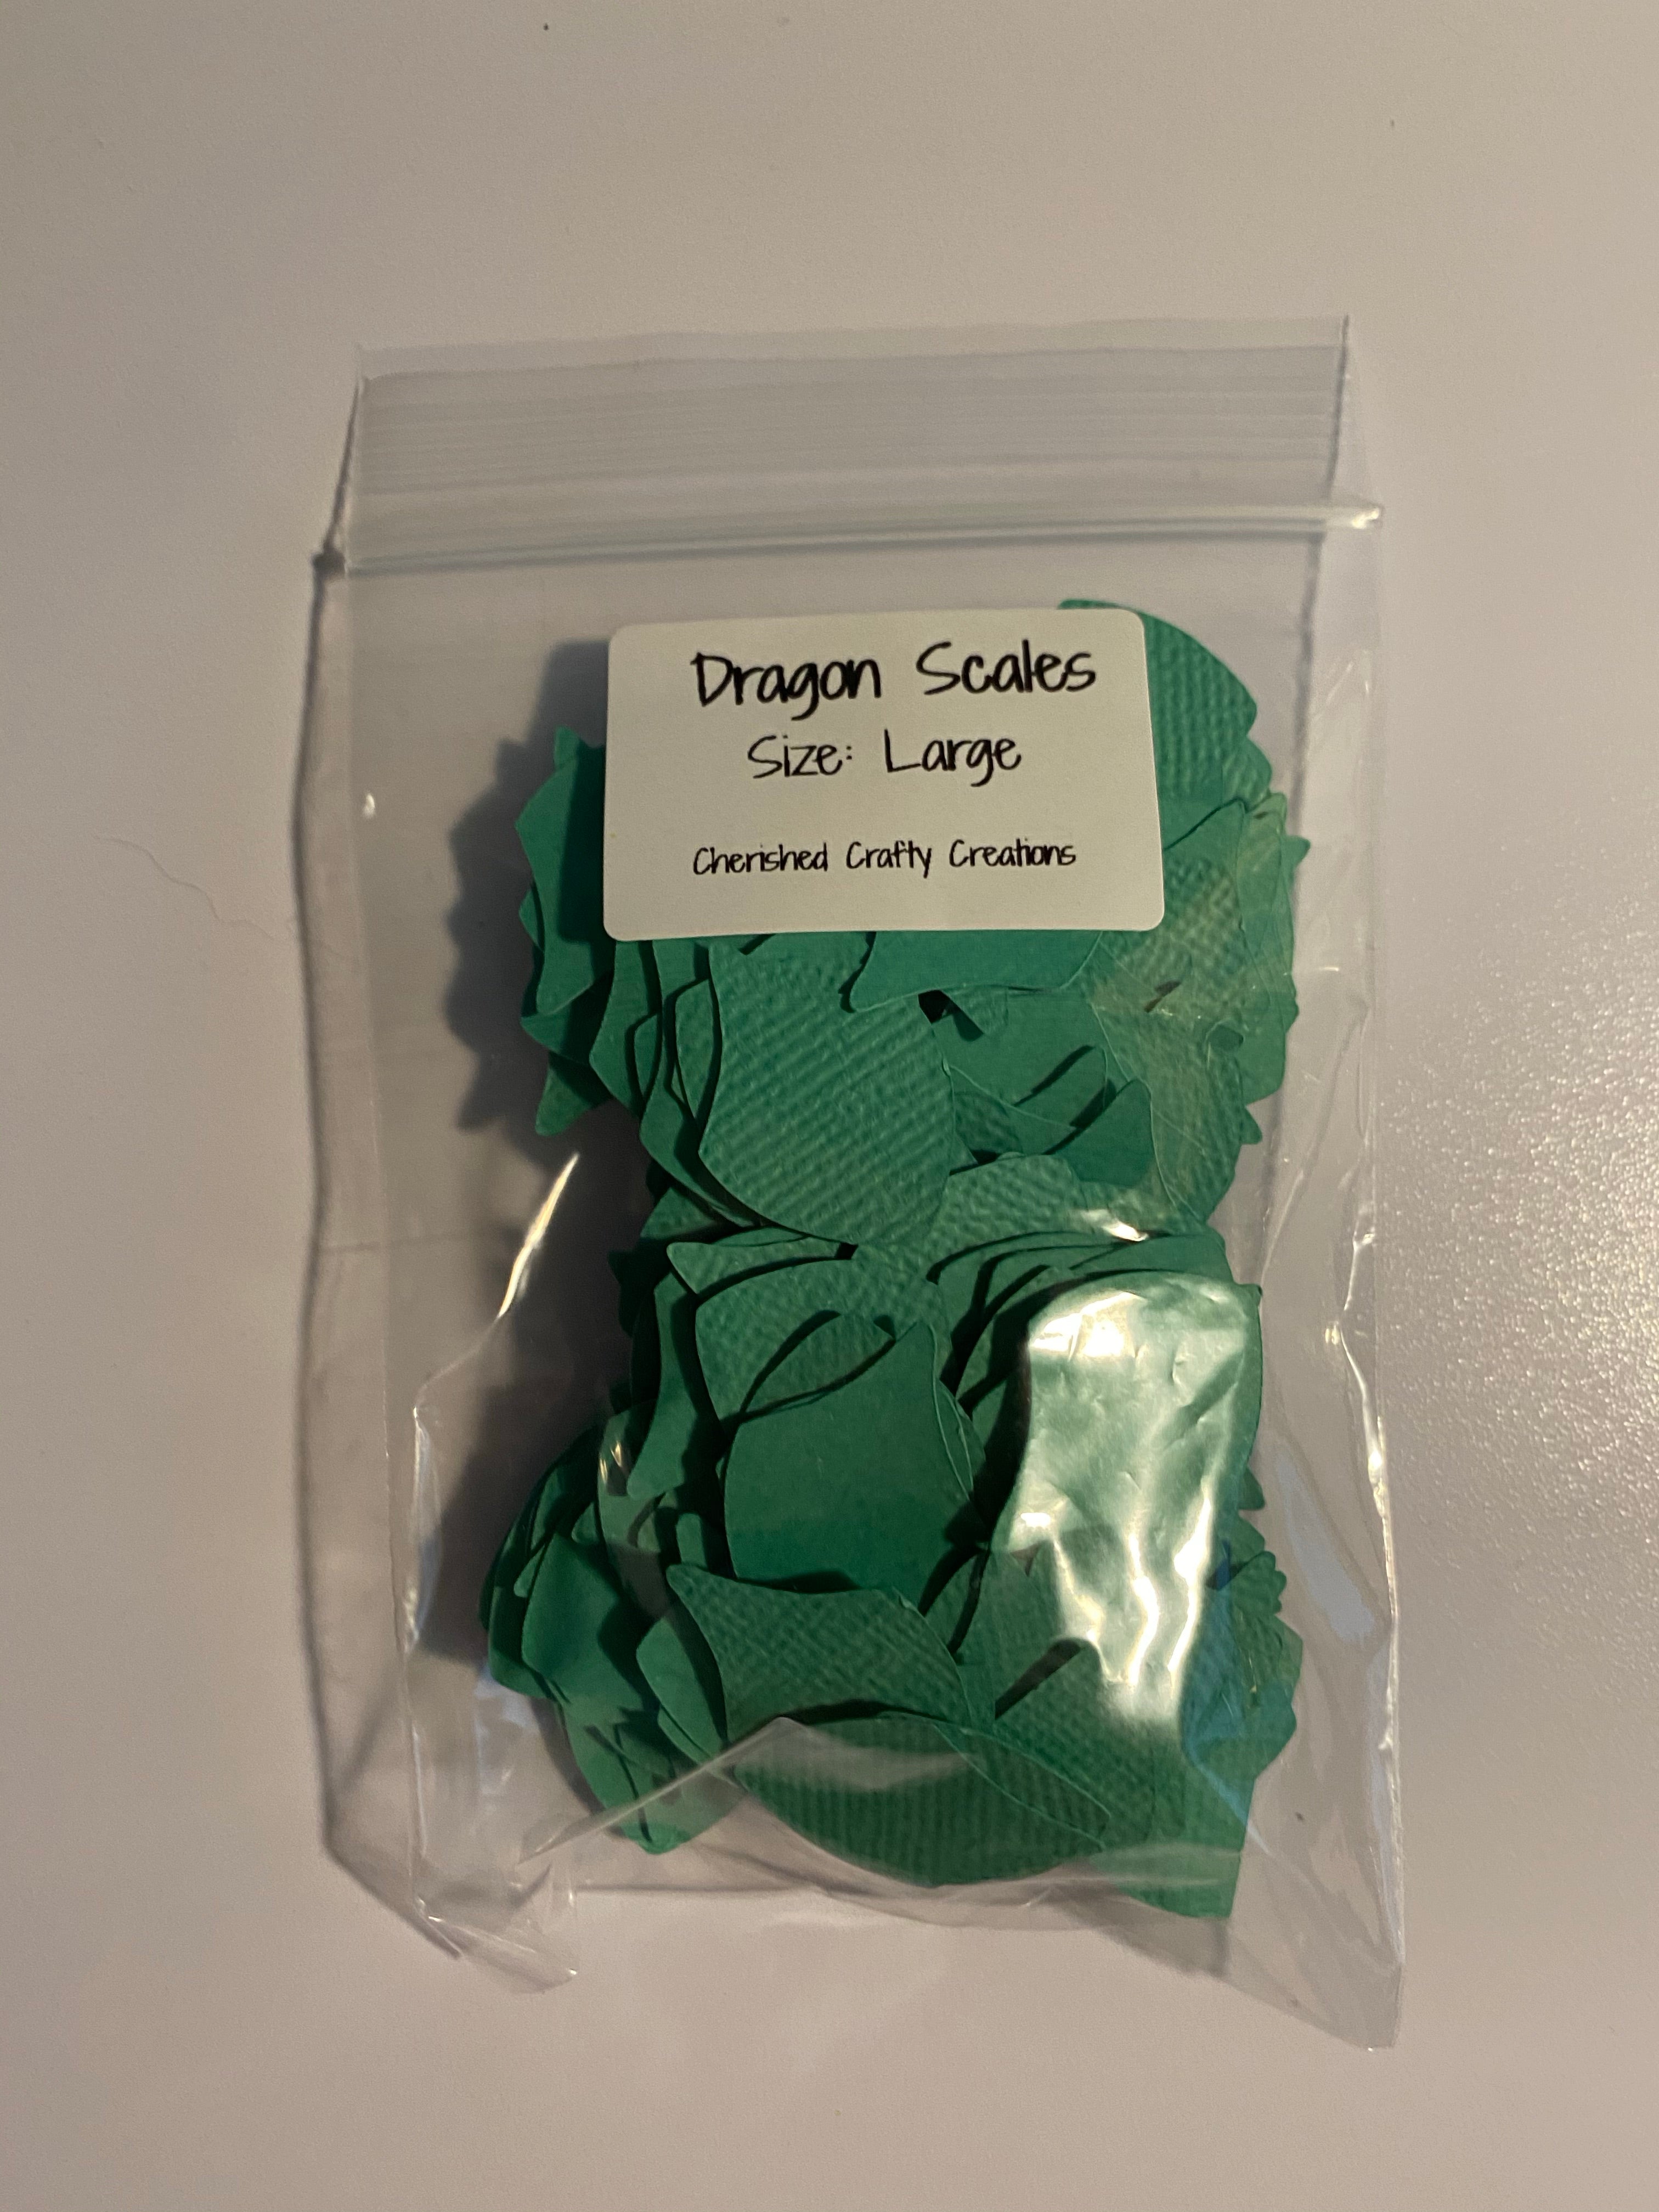 Dragon Scales
Size: Large
Cherished Crafty Creations